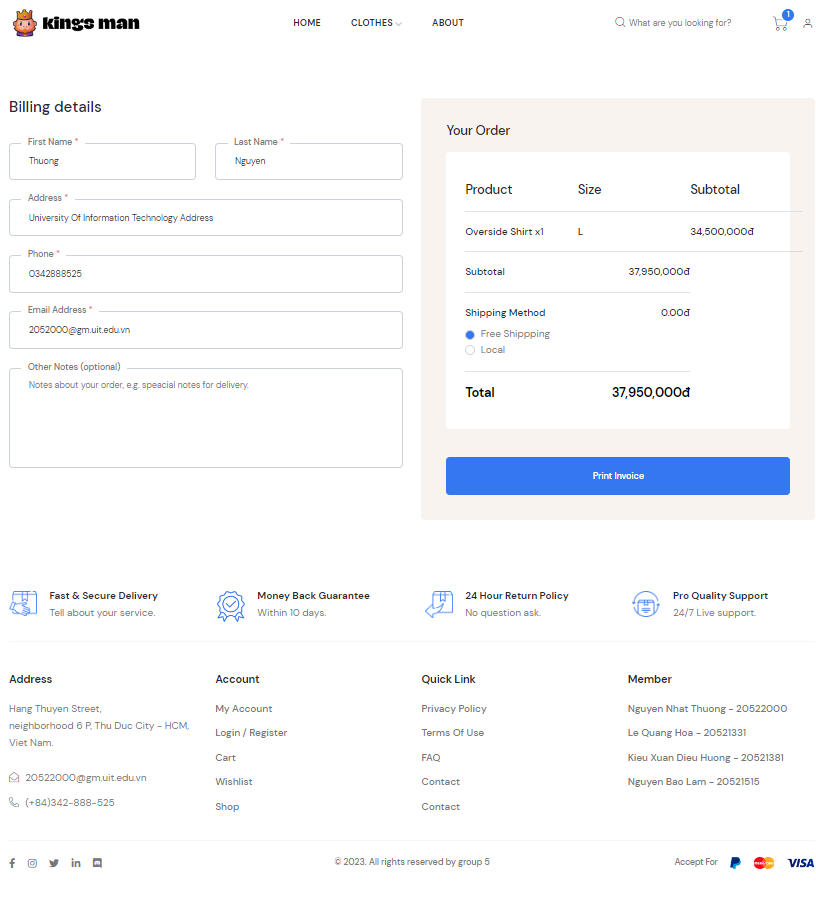 kings man
HOME CLOTHES ABOUT
What are you looking for?
1
Billing details
First Name *
Thuong
Last Name *
Nguyen
Address *
University Of Information Technology Address
Phone *
0342888525
Email Address *
2052000@gm.uit.edu.vn
Other Notes (optional)
Notes about your order, e.g. speacial notes for delivery.
Your Order
Product Size Subtotal
Overside Shirt x1 L 34,500,000đ
Subtotal 37,950,000đ
Shipping Method 0.00đ
Free Shippping
Local
Total 37,950,000đ
Print Invoice
Fast & Secure Delivery
Tell about your service.
Money Back Guarantee
Within 10 days.
24 Hour Return Policy
No question ask.
Pro Quality Support
24/7 Live support.
Address
Hang Thuyen Street,
neighborhood 6 P, Thu Duc City - HCM,
Viet Nam.
20522000@gm.uit.edu.vn
(+84)342-888-525
Account
My Account
Login / Register
Cart
Wishlist
Shop
Quick Link
Privacy Policy
Terms Of Use
FAQ
Contact
Contact
Member
Nguyen Nhat Thuong - 20522000
Le Quang Hoa - 20521331
Kieu Xuan Dieu Huong - 20521381
Nguyen Bao Lam - 20521515
© 2023. All rights reserved by group 5
Accept For
VISA